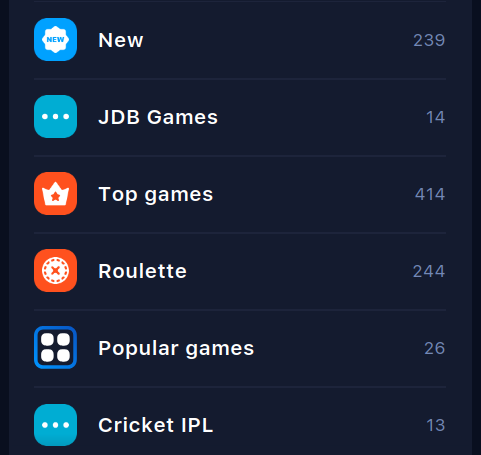 NEW
New 239
JDB Games 14
Top games 414
Roulette 244
Popular games 26
Cricket IPL 13